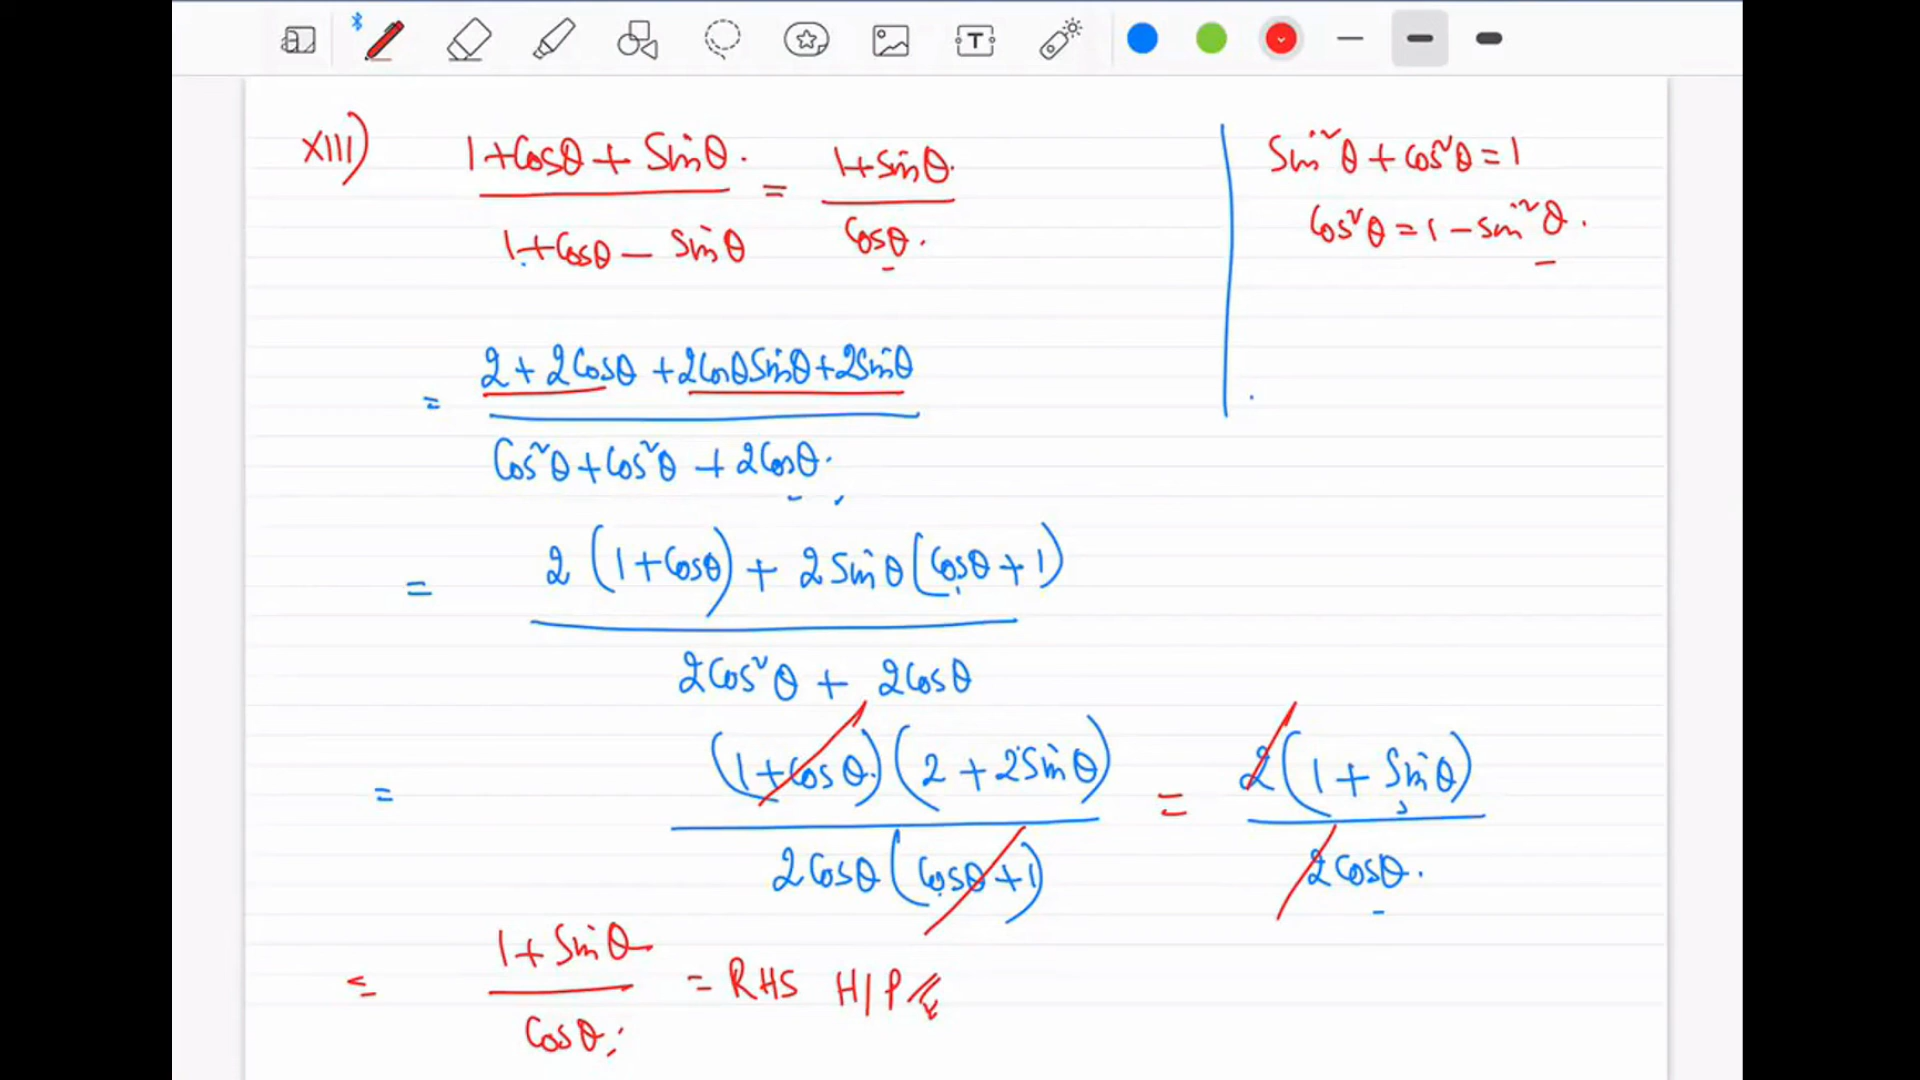 XIII) 1+Cosθ + Sinθ. / 1+Cosθ – Sinθ = 1+Sinθ. / Cosθ.
Sin²θ + Cos²θ = 1
Cos²θ = 1 – Sin²θ.
= 2 + 2Cosθ + 2CosθSinθ + 2Sinθ / Cos²θ + Cos²θ + 2Cosθ.
= 2 (1+Cosθ) + 2 Sinθ (Cosθ + 1) / 2Cos²θ + 2Cosθ
= (1+Cosθ.) (2 + 2Sinθ) / 2Cosθ (Cosθ+1) = 2 (1 + Sinθ) / 2Cosθ.
= 1+ Sinθ / Cosθ. = RHS H/P
T